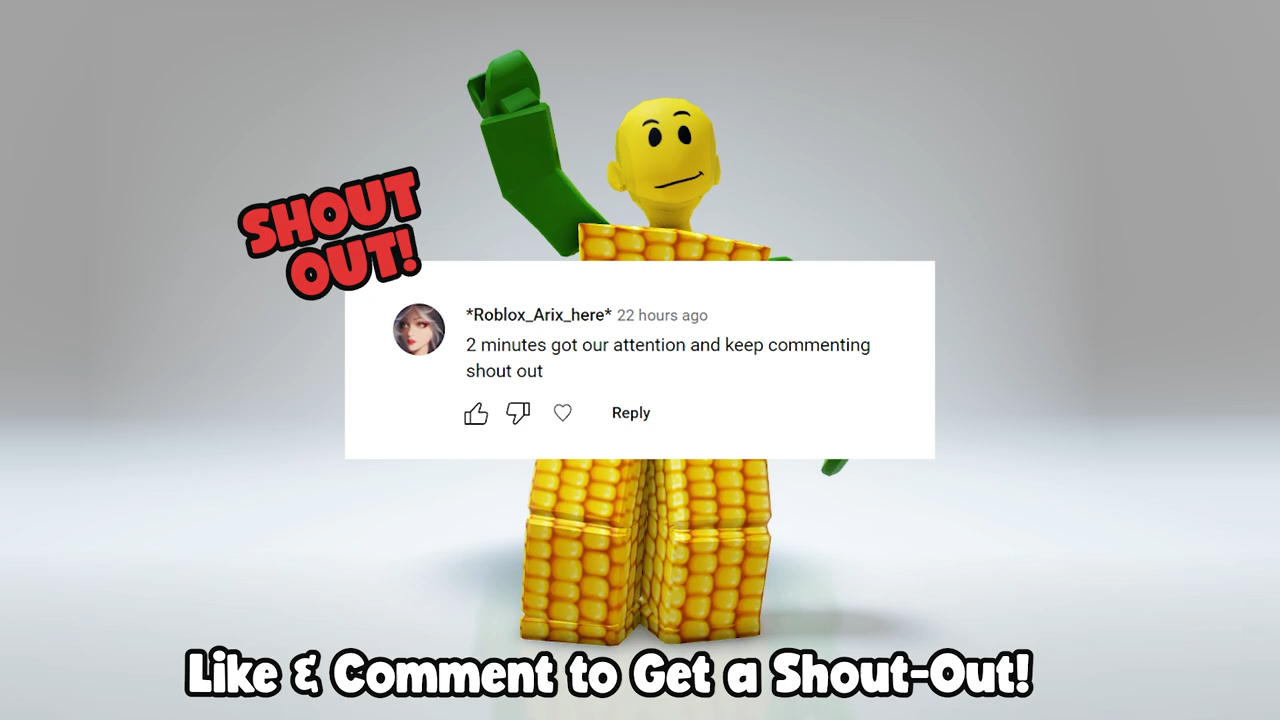 SHOUT
OUT!
*Roblox_Arix_here* 22 hours ago
2 minutes got our attention and keep commenting
shout out
Reply
Like & Comment to Get a Shout-Out!